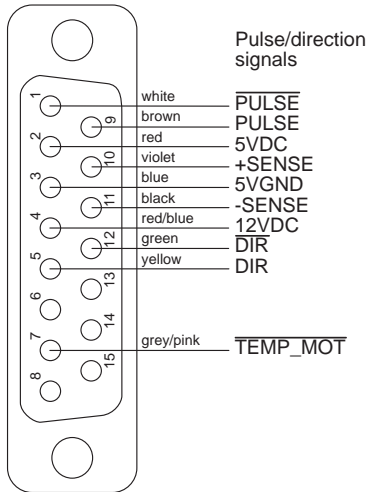 Pulse/direction
signals
1 white PULSE
9 brown PULSE
2 red 5VDC
10 violet +SENSE
3 blue 5VGND
11 black -SENSE
4 red/blue 12VDC
12 green DIR
5 yellow DIR
13
6
14
7 grey/pink TEMP_MOT
15
8